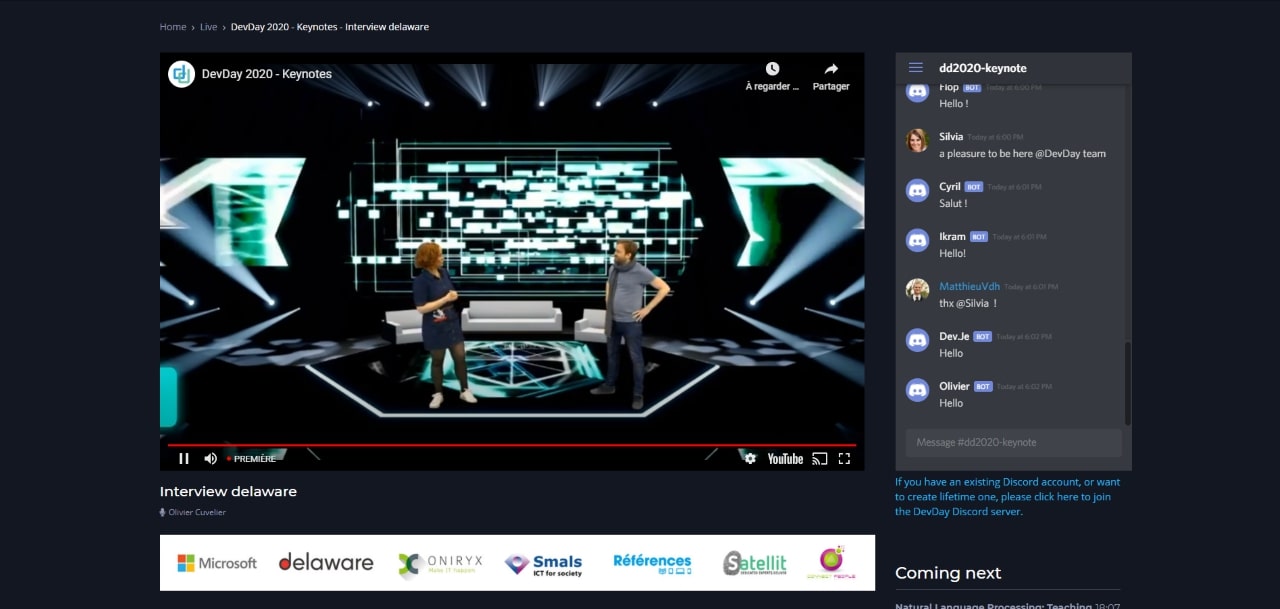 Home › Live › DevDay 2020 - Keynotes - Interview delaware
DevDay 2020 - Keynotes
À regarder ...
Partager
PREMIÈRE
YouTube
Interview delaware
Olivier Cuvelier
Microsoft
delaware
ONIRYX
Make IT happen
Smals
ICT for society
Références
Satellit
DEDICATED EXPERTS DELIVER
CONNECT PEOPLE
dd2020-keynote
Flop BOT Today at 6:00 PM
Hello !
Silvia Today at 6:00 PM
a pleasure to be here @DevDay team
Cyril BOT Today at 6:01 PM
Salut !
Ikram BOT Today at 6:01 PM
Hello!
MatthieuVdh Today at 6:01 PM
thx @Silvia !
Dev.Je BOT Today at 6:02 PM
Hello
Olivier BOT Today at 6:02 PM
Hello
Message #dd2020-keynote
If you have an existing Discord account, or want
to create lifetime one, please click here to join
the DevDay Discord server.
Coming next
Natural Language Processing: Teaching 18:07